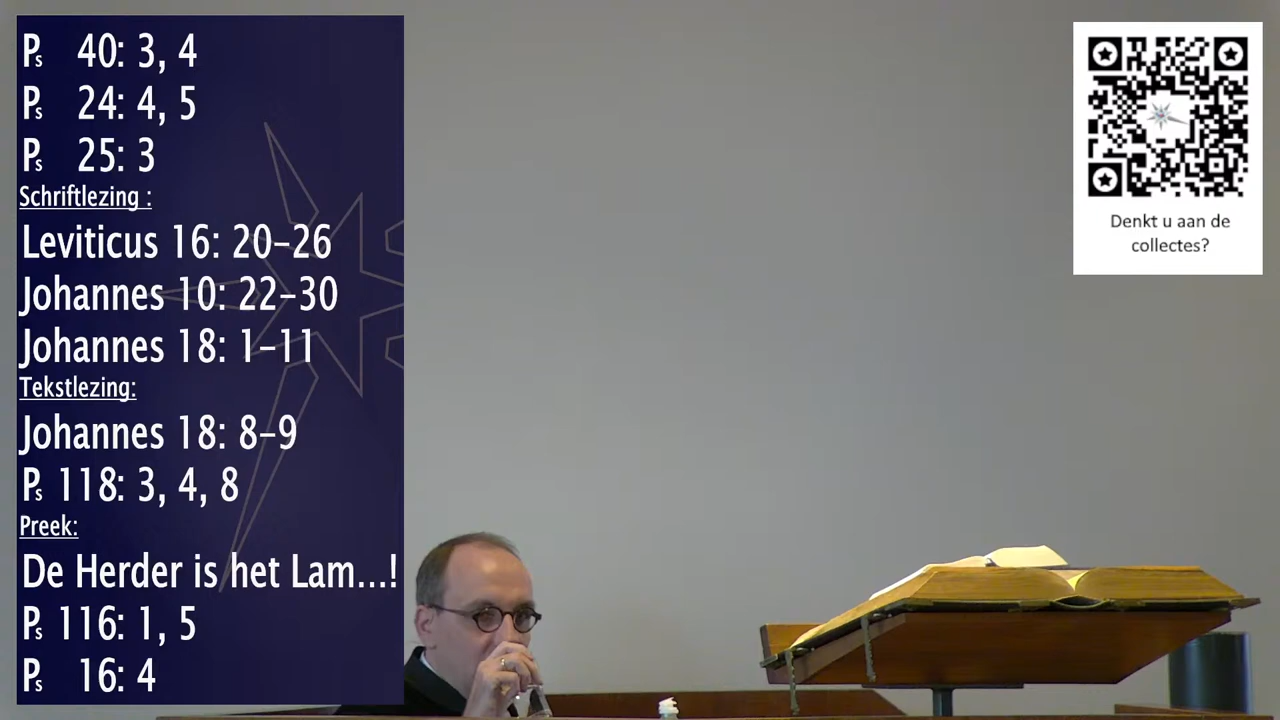 Ps 40: 3, 4
Ps 24: 4, 5
Ps 25: 3
Schriftlezing :
Leviticus 16: 20-26
Johannes 10: 22-30
Johannes 18: 1-11
Tekstlezing:
Johannes 18: 8-9
Ps 118: 3, 4, 8
Preek:
De Herder is het Lam...!
Ps 116: 1, 5
Ps 16: 4
Denkt u aan de
collectes?